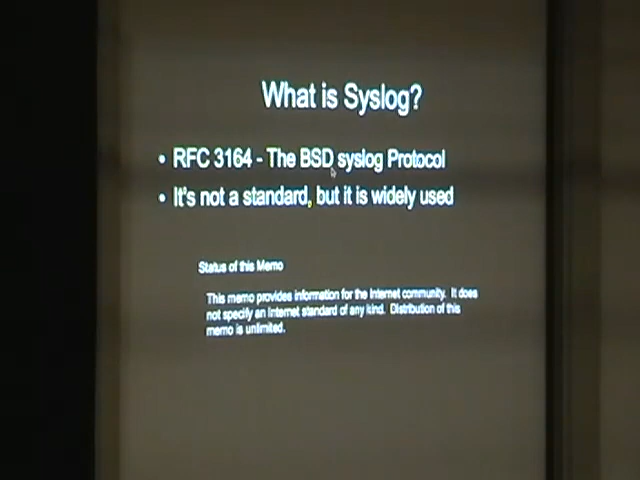 What is Syslog?
• RFC 3164 - The BSD syslog Protocol
• It's not a standard, but it is widely used
Status of this Memo
This memo provides information for the Internet community. It does
not specify an Internet standard of any kind. Distribution of this
memo is unlimited.